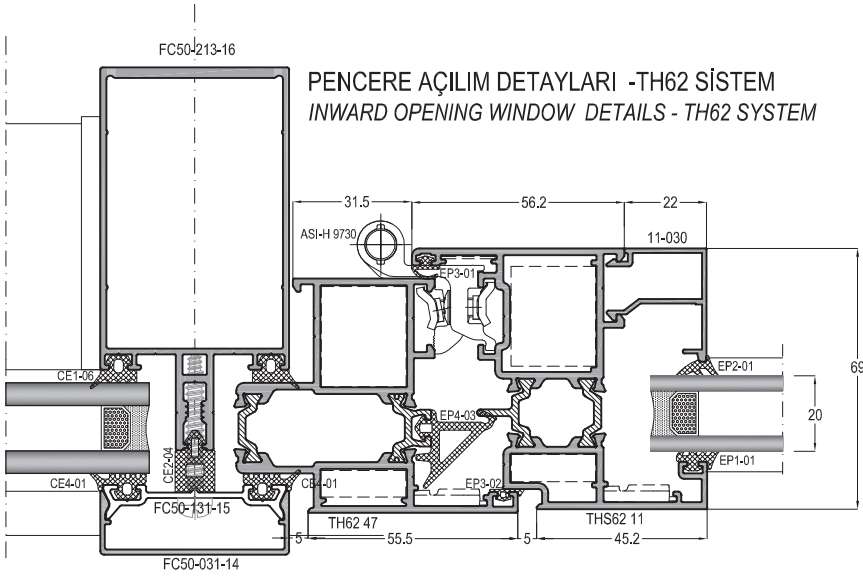 FC50-213-16
PENCERE AÇILIM DETAYLARI -TH62 SİSTEM
INWARD OPENING WINDOW DETAILS - TH62 SYSTEM
31.5
56.2
22
ASI-H 9730
11-030
EP3-01
69
CE1-06
EP2-01
20
EP4-03
CE2-04
EP1-01
CE4-01
CE4-01
EP3-02
FC50-131-15
TH62 47
THS62 11
5
55.5
5
45.2
FC50-031-14